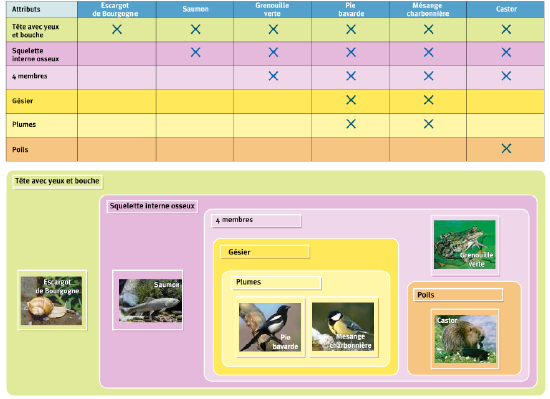 Attributs
Escargot
de Bourgogne
Saumon
Grenouille
verte
Pie
bavarde
Mésange
charbonnière
Castor
Tête avec yeux
et bouche
Squelette
interne osseux
4 membres
Gésier
Plumes
Poils
Tête avec yeux et bouche
Squelette interne osseux
4 membres
Grenouille
verte
Gésier
Plumes
Poils
Escargot
de Bourgogne
Saumon
Pie
bavarde
Mésange
charbonnière
Castor